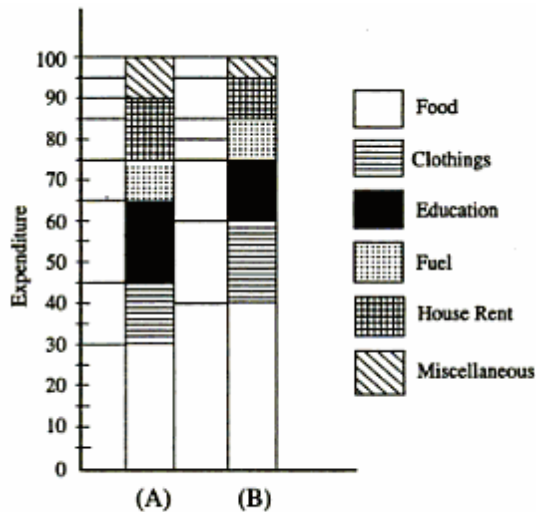 100
90
80
70
60
50
40
30
20
10
0
Expenditure
(A)
(B)
Food
Clothings
Education
Fuel
House Rent
Miscellaneous